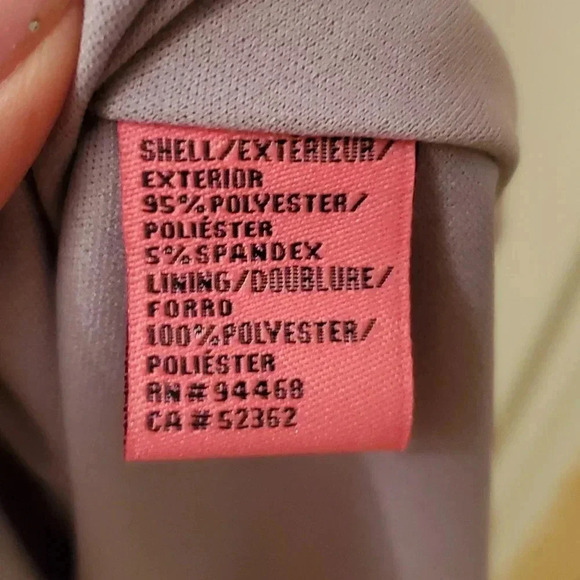 SHELL/EXTÉRIEUR/
EXTERIOR
95%POLYESTER/
POLIÉSTER
5%SPANDEX
LINING/DOUBLURE/
FORRO
100%POLYESTER/
POLIÉSTER
RN#94468
CA#52362